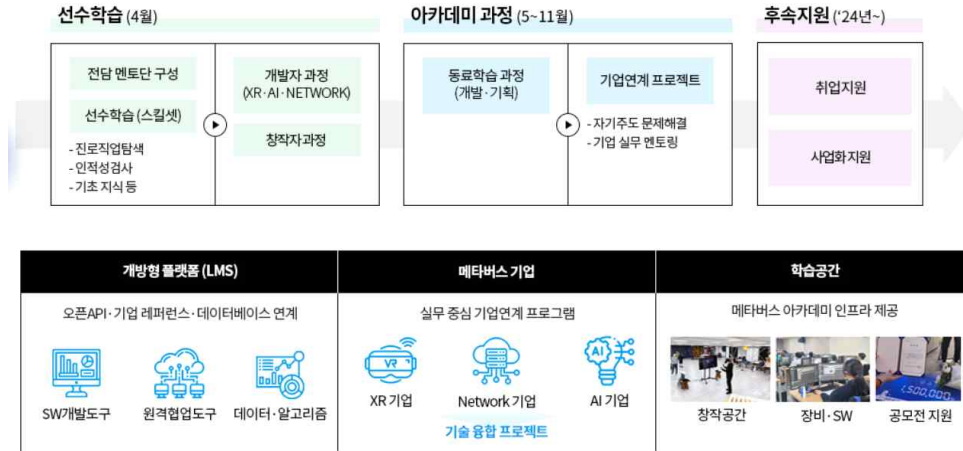 선수학습 (4월)
아카데미 과정 (5~11월)
후속지원 (‘24년~)
전담 멘토단 구성
선수학습 (스킬셋)
- 진로직업탐색
- 인적성검사
- 기초 지식 등
개발자 과정
(XR·AI·NETWORK)
창작자과정
동료학습 과정
(개발·기획)
기업연계 프로젝트
- 자기주도 문제해결
- 기업 실무 멘토링
취업지원
사업화 지원
개방형 플랫폼 (LMS)
메타버스 기업
학습공간
오픈API·기업 레퍼런스·데이터베이스 연계
SW개발도구
원격협업도구
데이터·알고리즘
실무 중심 기업연계 프로그램
VR
AI
XR 기업
Network 기업
AI 기업
기술 융합 프로젝트
메타버스 아카데미 인프라 제공
1,500,000
창작공간
장비·SW
공모전 지원